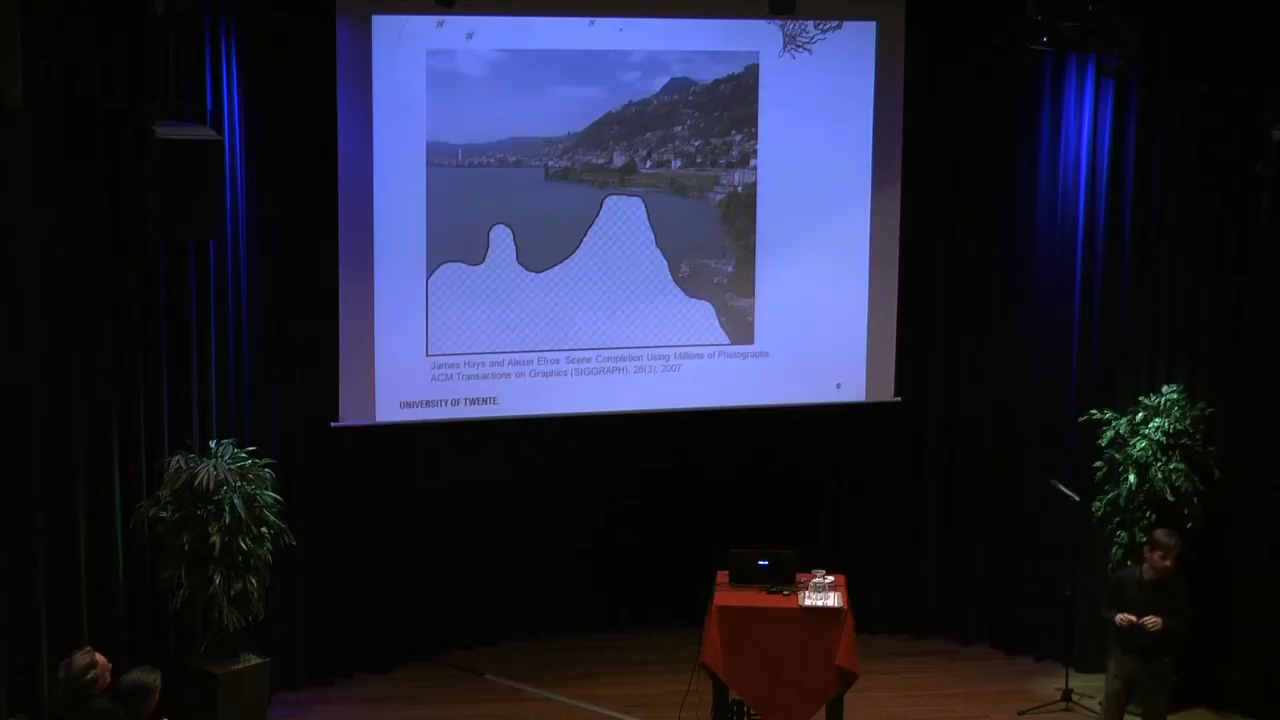 James Hays and Alexei Efros. Scene Completion Using Millions of Photographs
ACM Transactions on Graphics (SIGGRAPH), 26(3), 2007
UNIVERSITY OF TWENTE.